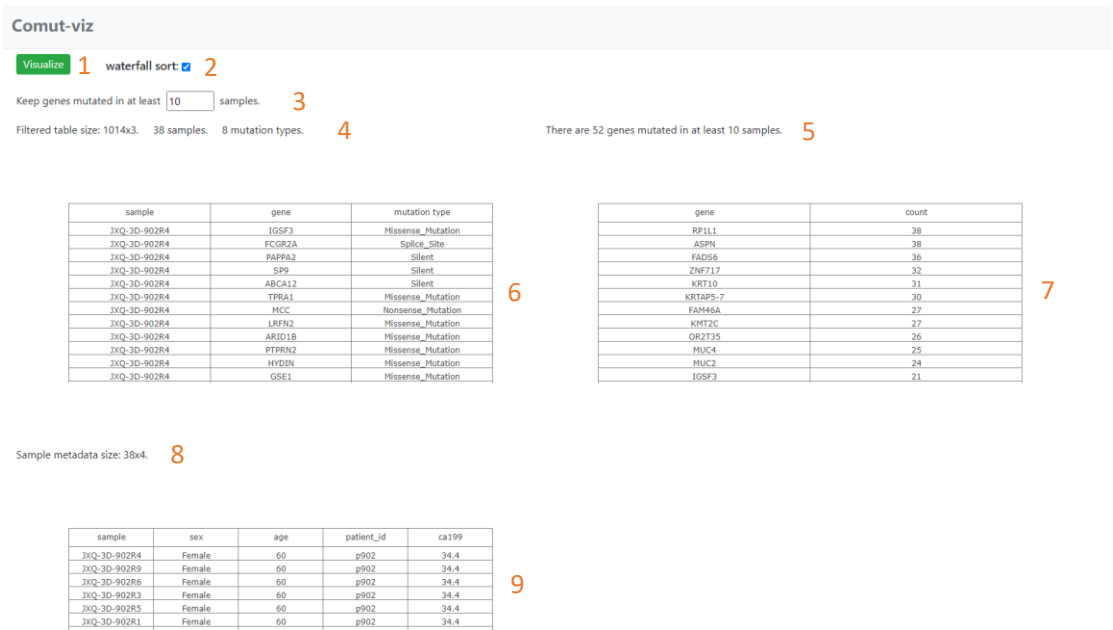 Comut-viz
Visualize 1 waterfall sort: 2
Keep genes mutated in at least 10 samples. 3
Filtered table size: 1014x3. 38 samples. 8 mutation types. 4 There are 52 genes mutated in at least 10 samples. 5
sample gene mutation type
JXQ-3D-902R4 IGSF3 Missense_Mutation
JXQ-3D-902R4 FCGR2A Splice_Site
JXQ-3D-902R4 PAPPA2 Silent
JXQ-3D-902R4 SP9 Silent
JXQ-3D-902R4 ABCA12 Silent
JXQ-3D-902R4 TPRA1 Missense_Mutation
JXQ-3D-902R4 MCC Nonsense_Mutation
JXQ-3D-902R4 LRFN2 Missense_Mutation
JXQ-3D-902R4 ARID1B Missense_Mutation
JXQ-3D-902R4 PTPRN2 Missense_Mutation
JXQ-3D-902R4 HYDIN Missense_Mutation
JXQ-3D-902R4 GSE1 Missense_Mutation
6
gene count
RP1L1 38
ASPN 38
FADS6 36
ZNF717 32
KRT10 31
KRTAP5-7 30
FAM46A 27
KMT2C 27
OR2T35 26
MUC4 25
MUC2 24
IGSF3 21
7
Sample metadata size: 38x4. 8
sample sex age patient_id ca199
JXQ-3D-902R4 Female 60 p902 34.4
JXQ-3D-902R9 Female 60 p902 34.4
JXQ-3D-902R6 Female 60 p902 34.4
JXQ-3D-902R3 Female 60 p902 34.4
JXQ-3D-902R5 Female 60 p902 34.4
JXQ-3D-902R1 Female 60 p902 34.4
9